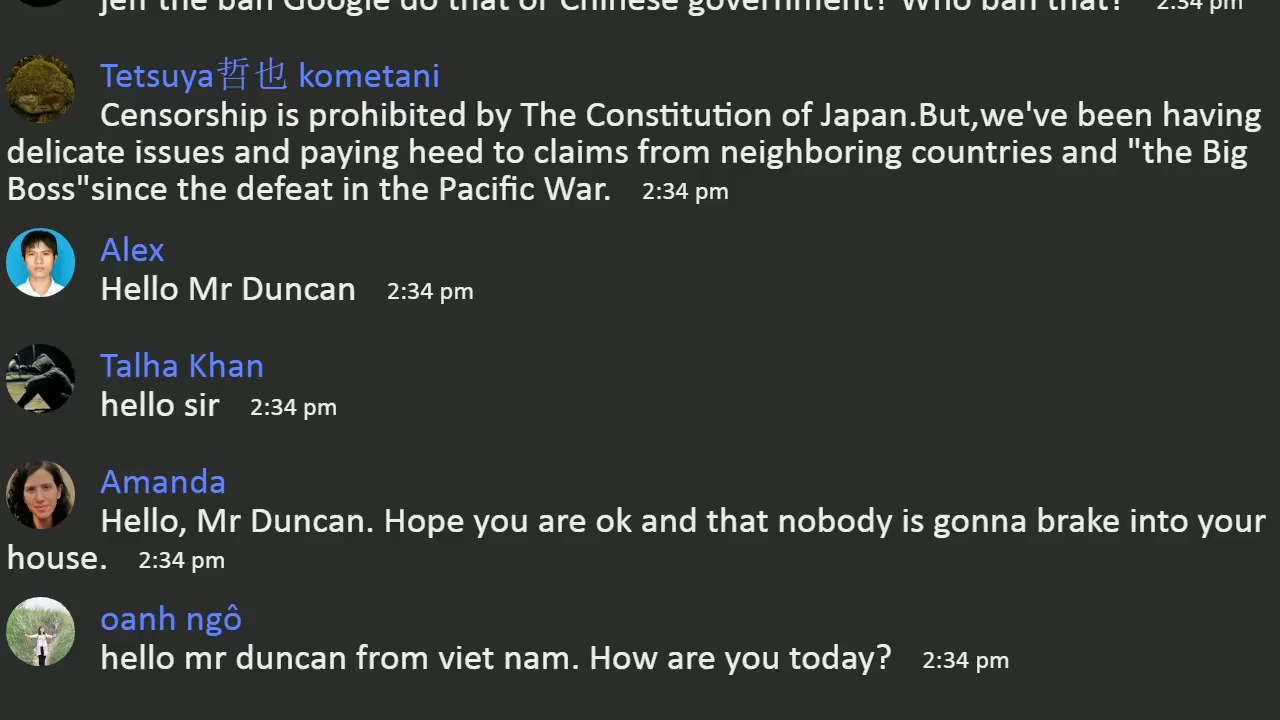 jeff the ban Google do that or Chinese government? Who ban that? 2:34 pm
Tetsuya哲也 kometani
Censorship is prohibited by The Constitution of Japan.But,we've been having
delicate issues and paying heed to claims from neighboring countries and "the Big
Boss"since the defeat in the Pacific War. 2:34 pm
Alex
Hello Mr Duncan 2:34 pm
Talha Khan
hello sir 2:34 pm
Amanda
Hello, Mr Duncan. Hope you are ok and that nobody is gonna brake into your
house. 2:34 pm
oanh ngô
hello mr duncan from viet nam. How are you today? 2:34 pm